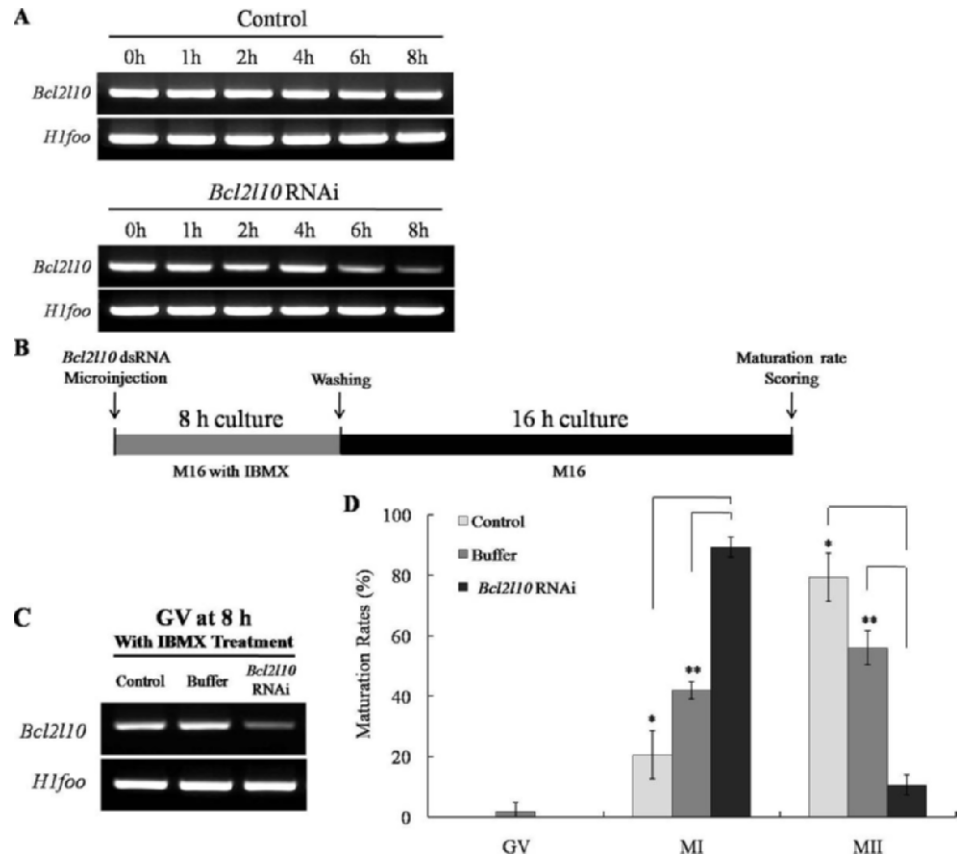 A
Control
0h 1h 2h 4h 6h 8h
Bcl2l10
H1foo
Bcl2l10 RNAi
0h 1h 2h 4h 6h 8h
Bcl2l10
H1foo
B
Bcl2l10 dsRNA
Microinjection
Washing
Maturation rate
Scoring
8 h culture
16 h culture
M16 with IBMX
M16
C
GV at 8 h
With IBMX Treatment
Control Buffer Bcl2l10
RNAi
Bcl2l10
H1foo
D
Maturation Rates (%)
100
80
60
40
20
0
Control
Buffer
Bcl2l10 RNAi
*
**
*
**
GV MI MII